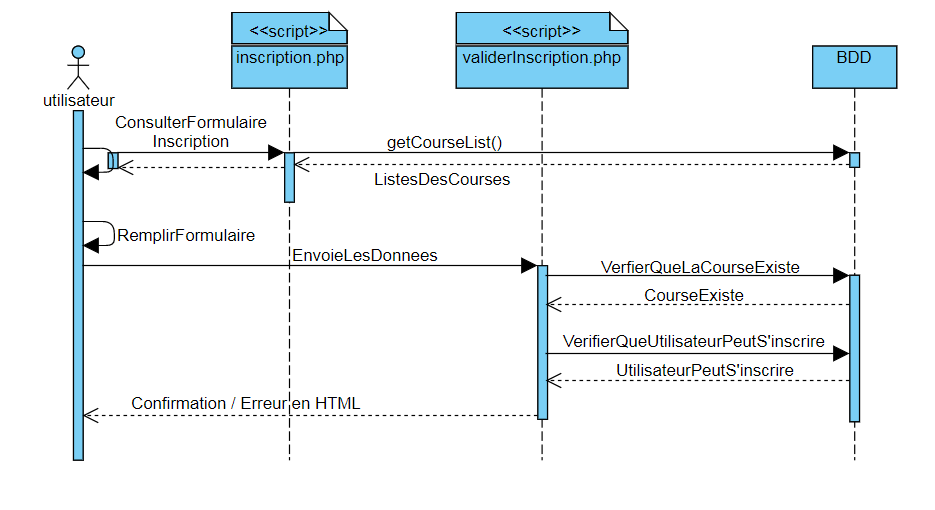 <<script>>
<<script>>
inscription.php
validerInscription.php
BDD
utilisateur
ConsulterFormulaire
Inscription
getCourseList()
ListesDesCourses
RemplirFormulaire
EnvoieLesDonnees
VerfierQueLaCourseExiste
CourseExiste
VerifierQueUtilisateurPeutS'inscrire
UtilisateurPeutS'inscrire
Confirmation / Erreur en HTML